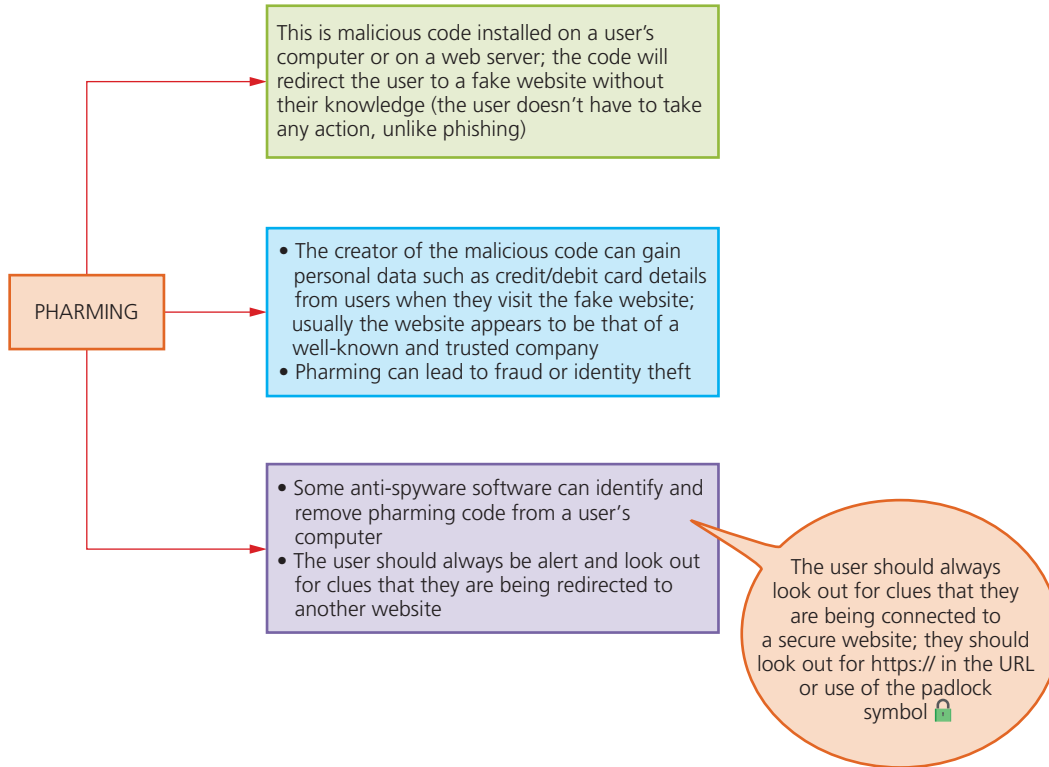 This is malicious code installed on a user’s
computer or on a web server; the code will
redirect the user to a fake website without
their knowledge (the user doesn’t have to take
any action, unlike phishing)
• The creator of the malicious code can gain
personal data such as credit/debit card details
from users when they visit the fake website;
usually the website appears to be that of a
well-known and trusted company
• Pharming can lead to fraud or identity theft
PHARMING
• Some anti-spyware software can identify and
remove pharming code from a user’s
computer
• The user should always be alert and look out
for clues that they are being redirected to
another website
The user should always
look out for clues that they
are being connected to
a secure website; they should
look out for https:// in the URL
or use of the padlock
symbol